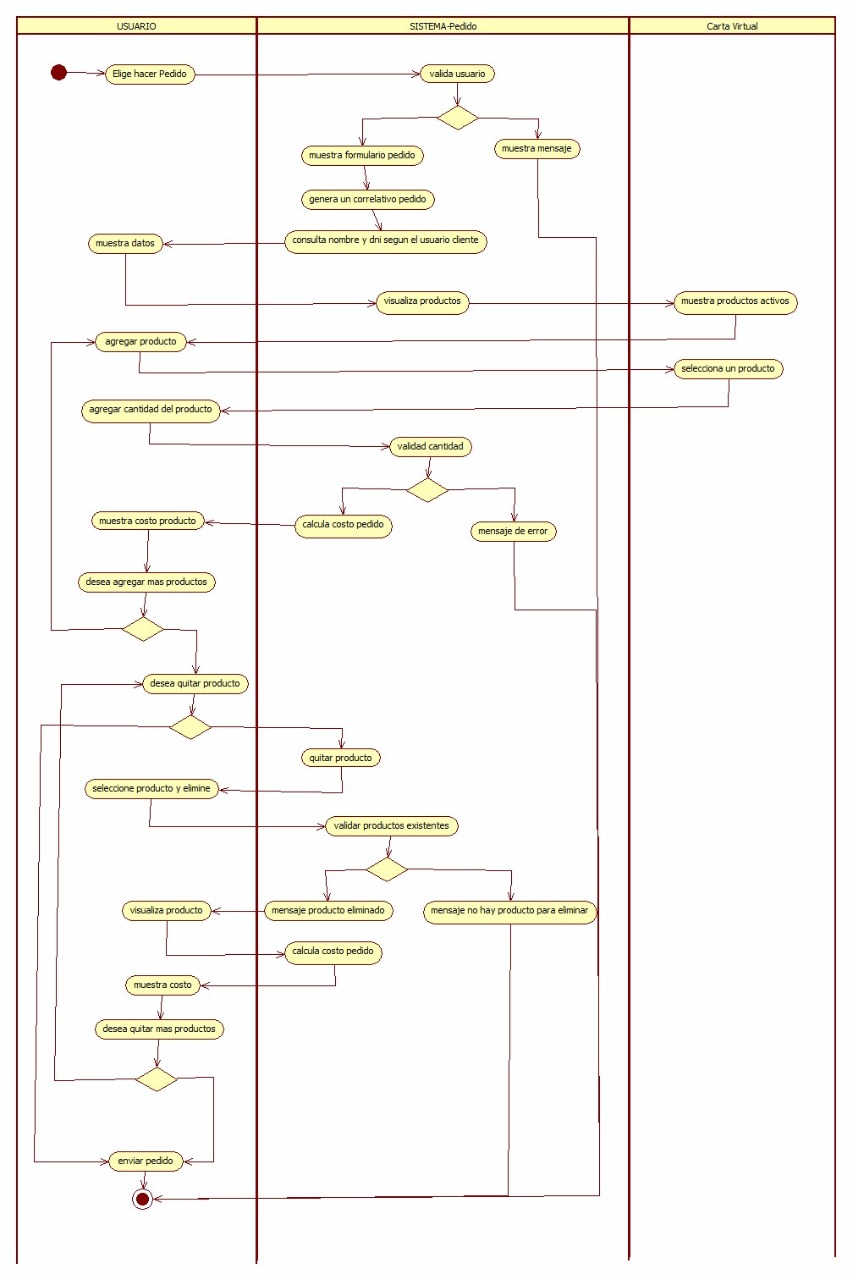 USUARIO
SISTEMA-Pedido
Carta Virtual
Elige hacer Pedido
valida usuario
muestra mensaje
muestra formulario pedido
genera un correlativo pedido
consulta nombre y dni segun el usuario cliente
muestra datos
visualiza productos
muestra productos activos
agregar producto
selecciona un producto
agregar cantidad del producto
validad cantidad
calcula costo pedido
mensaje de error
muestra costo producto
desea agregar mas productos
desea quitar producto
quitar producto
seleccione producto y elimine
validar productos existentes
visualiza producto
mensaje producto eliminado
mensaje no hay producto para eliminar
calcula costo pedido
muestra costo
desea quitar mas productos
enviar pedido